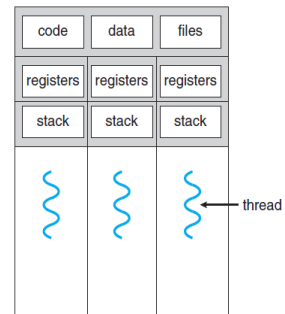 code data files
registers registers registers
stack stack stack
thread